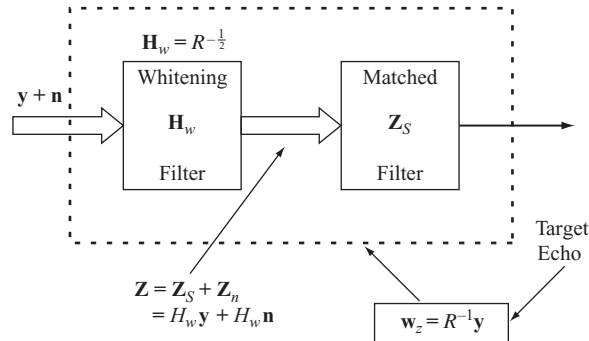 𝐇_w = R^{-1/2}
Whitening
Matched
y + n
H_w
Z_S
Filter
Filter
Target
Echo
Z = Z_S + Z_n
= H_w y + H_w n
w_z = R^{-1} y